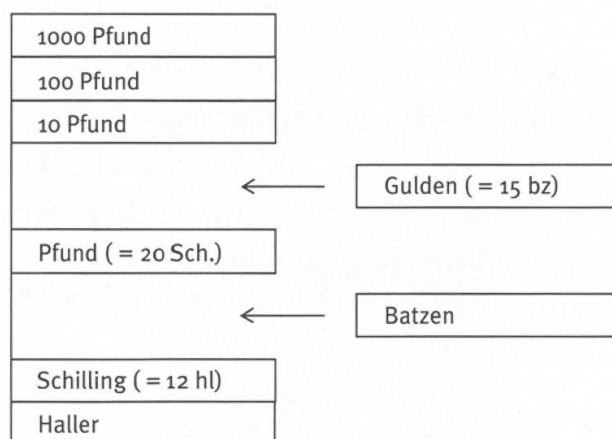 1000 Pfund
100 Pfund
10 Pfund
Gulden ( = 15 bz)
Pfund ( = 20 Sch.)
Batzen
Schilling ( = 12 hl)
Haller